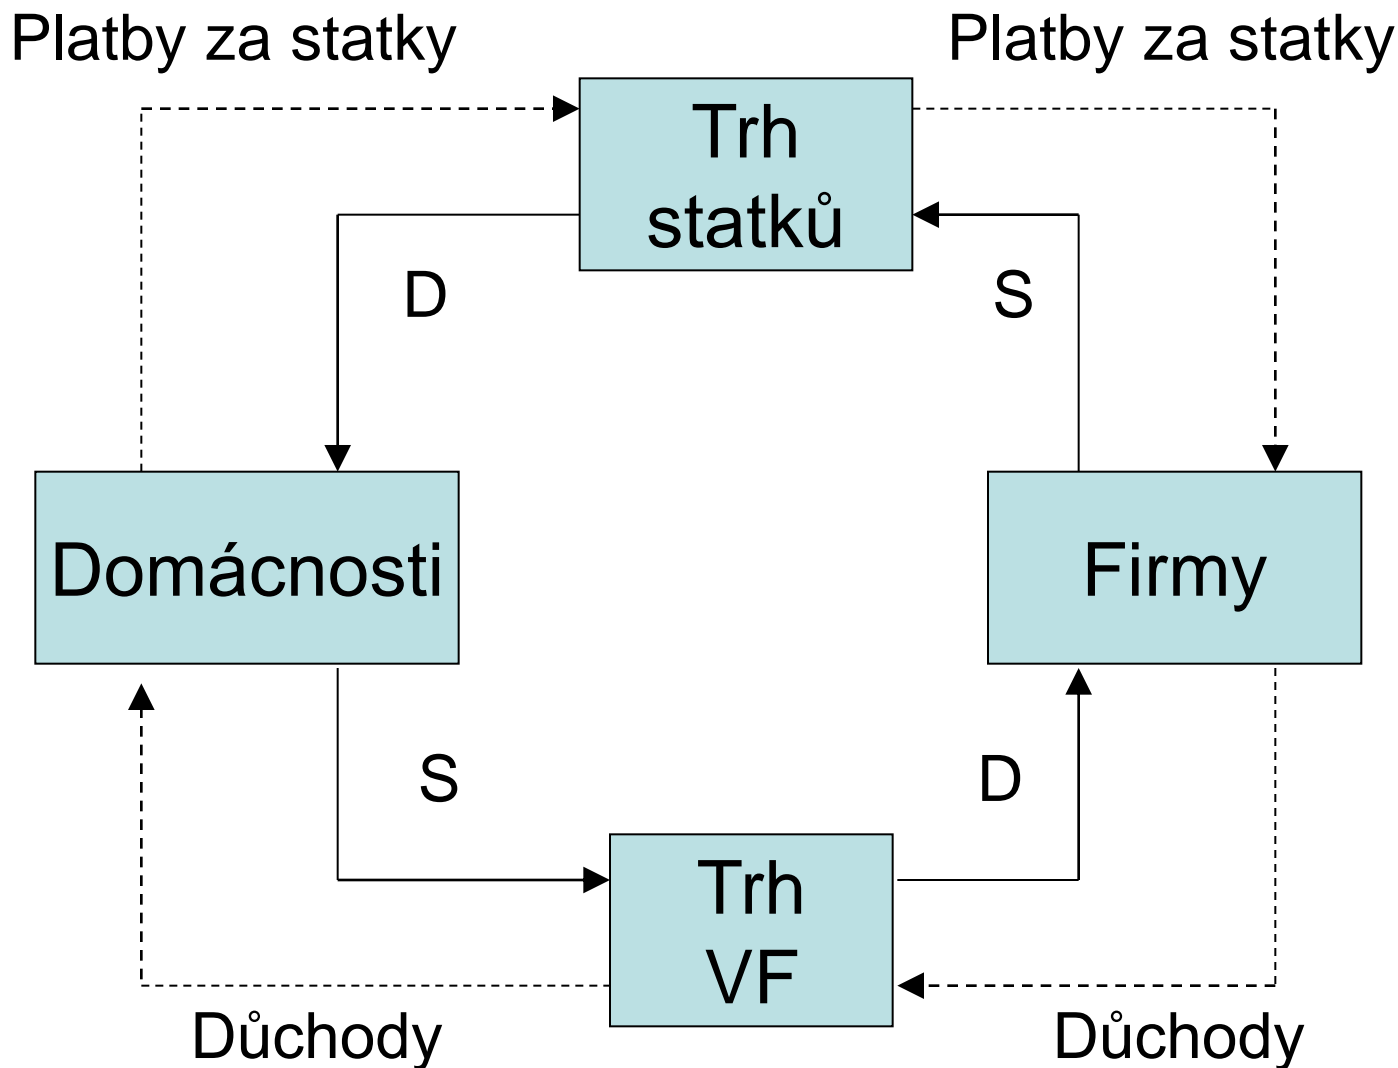 Platby za statky
Platby za statky
Trh
statků
D
S
Domácnosti
Firmy
S
D
Trh
VF
Důchody
Důchody